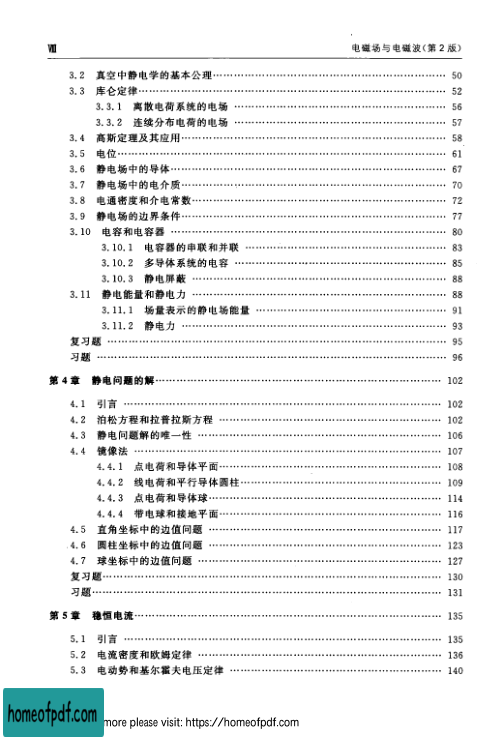 Ⅷ 电磁场与电磁波(第2版)
3.2 真空中静电学的基本公理…… 50
3.3 库仑定律…… 52
3.3.1 离散电荷系统的电场 …… 56
3.3.2 连续分布电荷的电场 …… 57
3.4 高斯定理及其应用…… 58
3.5 电位…… 61
3.6 静电场中的导体…… 67
3.7 静电场中的电介质…… 70
3.8 电通密度和介电常数…… 72
3.9 静电场的边界条件…… 77
3.10 电容和电容器 …… 80
3.10.1 电容器的串联和并联 …… 83
3.10.2 多导体系统的电容 …… 85
3.10.3 静电屏蔽 …… 88
3.11 静电能量和静电力 …… 88
3.11.1 场量表示的静电场能量 …… 91
3.11.2 静电力 …… 93
复习题 …… 95
习题 …… 96
第4章 静电问题的解…… 102
4.1 引言 …… 102
4.2 泊松方程和拉普拉斯方程 …… 102
4.3 静电问题解的唯一性 …… 106
4.4 镜像法 …… 107
4.4.1 点电荷和导体平面…… 108
4.4.2 线电荷和平行导体圆柱…… 109
4.4.3 点电荷和导体球…… 114
4.4.4 带电球和接地平面…… 116
4.5 直角坐标中的边值问题 …… 117
4.6 圆柱坐标中的边值问题 …… 123
4.7 球坐标中的边值问题 …… 127
复习题…… 130
习题…… 131
第5章 稳恒电流…… 135
5.1 引言 …… 135
5.2 电流密度和欧姆定律 …… 136
5.3 电动势和基尔霍夫电压定律 …… 140
homeofpdf.com more please visit: https://homeofpdf.com